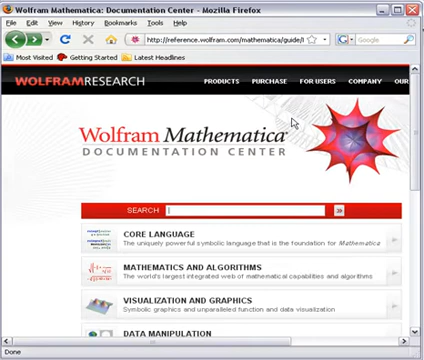 Wolfram Mathematica: Documentation Center - Mozilla Firefox
File Edit View History Bookmarks Tools Help
http://reference.wolfram.com/mathematica/guide/
Google
Most Visited Getting Started Latest Headlines
WOLFRAMRESEARCH PRODUCTS PURCHASE FOR USERS COMPANY OUR
Wolfram Mathematica
DOCUMENTATION CENTER
SEARCH
CORE LANGUAGE
The uniquely powerful symbolic language that is the foundation for Mathematica
MATHEMATICS AND ALGORITHMS
The world's largest integrated web of mathematical capabilities and algorithms
VISUALIZATION AND GRAPHICS
Symbolic graphics and unparalleled function and data visualization
DATA MANIPULATION
Done